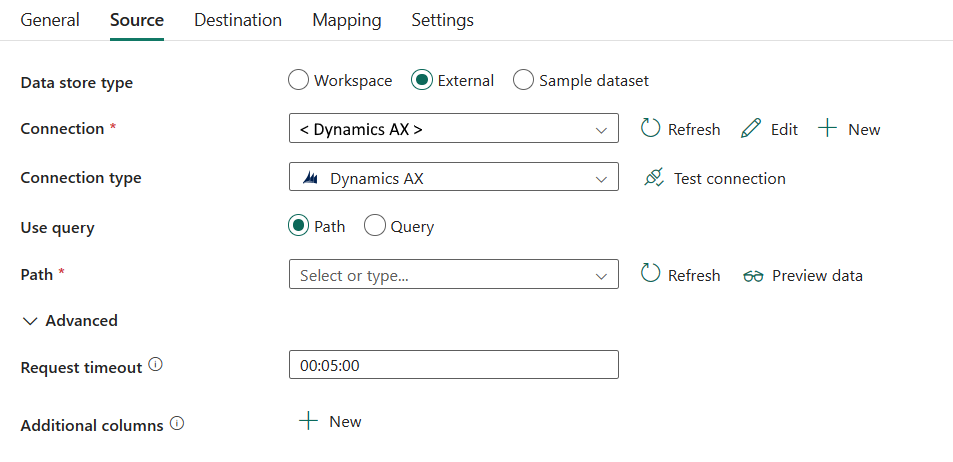 General Source Destination Mapping Settings
Data store type Workspace External Sample dataset
Connection * < Dynamics AX > Refresh Edit New
Connection type Dynamics AX Test connection
Use query Path Query
Path * Select or type... Refresh Preview data
Advanced
Request timeout 00:05:00
Additional columns New